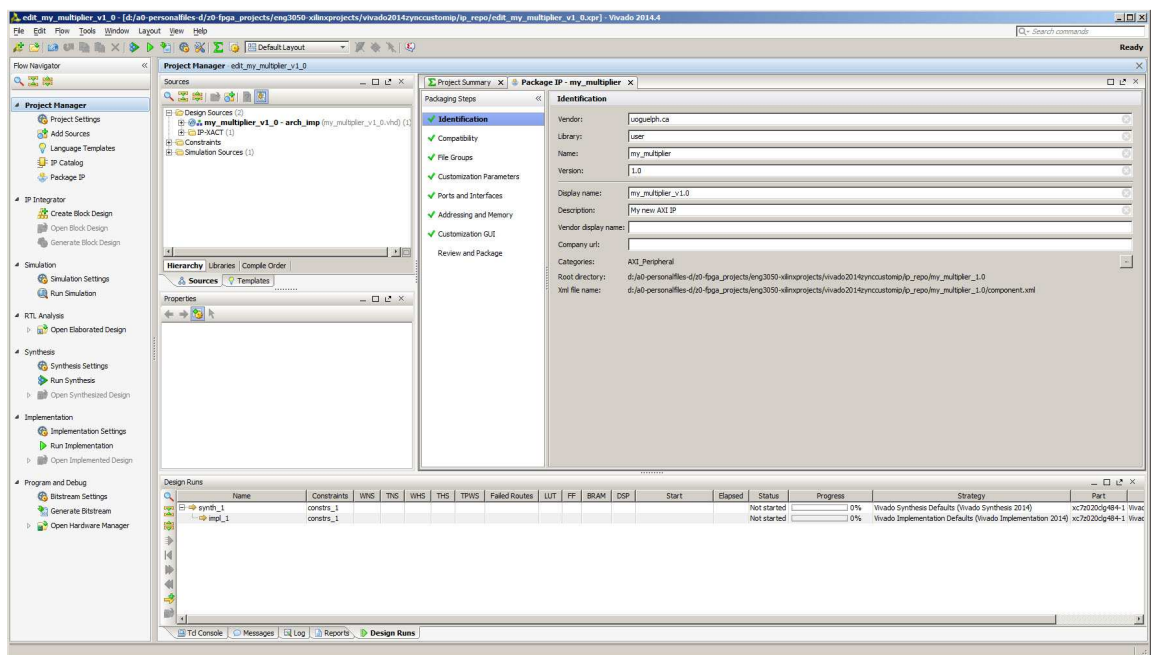 edit_my_multiplier_v1_0 - [d:/a0-personalfiles-d/z0-fpga_projects/eng3050-xilinxprojects/vivado2014zynccustomip/ip_repo/edit_my_multiplier_v1_0.xpr] - Vivado 2014.4
File Edit Flow Tools Window Layout View Help
Search commands
Default Layout
Ready
Flow Navigator
Project Manager - edit_my_multiplier_v1_0
Project Manager
Project Settings
Add Sources
Language Templates
IP Catalog
Package IP
IP Integrator
Create Block Design
Open Block Design
Generate Block Design
Simulation
Simulation Settings
Run Simulation
RTL Analysis
Open Elaborated Design
Synthesis
Synthesis Settings
Run Synthesis
Open Synthesized Design
Implementation
Implementation Settings
Run Implementation
Open Implemented Design
Program and Debug
Bitstream Settings
Generate Bitstream
Open Hardware Manager
Sources
Design Sources (2)
my_multiplier_v1_0 - arch_imp (my_multiplier_v1_0.vhd) (1)
IP-XACT (1)
Constraints
Simulation Sources (1)
Hierarchy Libraries Compile Order
Sources Templates
Properties
Project Summary Package IP - my_multiplier
Packaging Steps
Identification
Compatibility
File Groups
Customization Parameters
Ports and Interfaces
Addressing and Memory
Customization GUI
Review and Package
Identification
Vendor: uoguelph.ca
Library: user
Name: my_multiplier
Version: 1.0
Display name: my_multiplier_v1.0
Description: My new AXI IP
Vendor display name:
Company url:
Categories: AXI_Peripheral
Root directory: d:/a0-personalfiles-d/z0-fpga_projects/eng3050-xilinxprojects/vivado2014zynccustomip/ip_repo/my_multiplier_1.0
Xml file name: d:/a0-personalfiles-d/z0-fpga_projects/eng3050-xilinxprojects/vivado2014zynccustomip/ip_repo/my_multiplier_1.0/component.xml
Design Runs
Name Constraints WNS TNS WHS THS TPWS Failed Routes LUT FF BRAM DSP Start Elapsed Status Progress Strategy Part
synth_1 constrs_1 Not started 0% Vivado Synthesis Defaults (Vivado Synthesis 2014) xc7z020clg484-1 Vivad
impl_1 constrs_1 Not started 0% Vivado Implementation Defaults (Vivado Implementation 2014) xc7z020clg484-1 Vivad
Tcl Console Messages Log Reports Design Runs